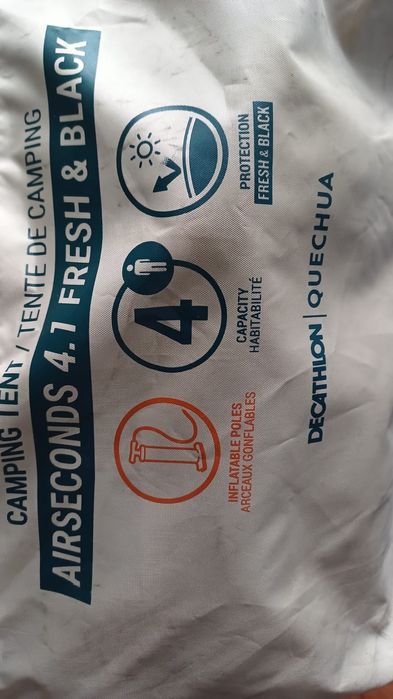 CAMPING TENT / TENTE DE CAMPING
AIRSECONDS 4.1 FRESH & BLACK
4
INFLATABLE POLES
ARCEAUX GONFLABLES
CAPACITY
HABITABILITÉ
PROTECTION
FRESH & BLACK
DECATHLON | QUECHUA